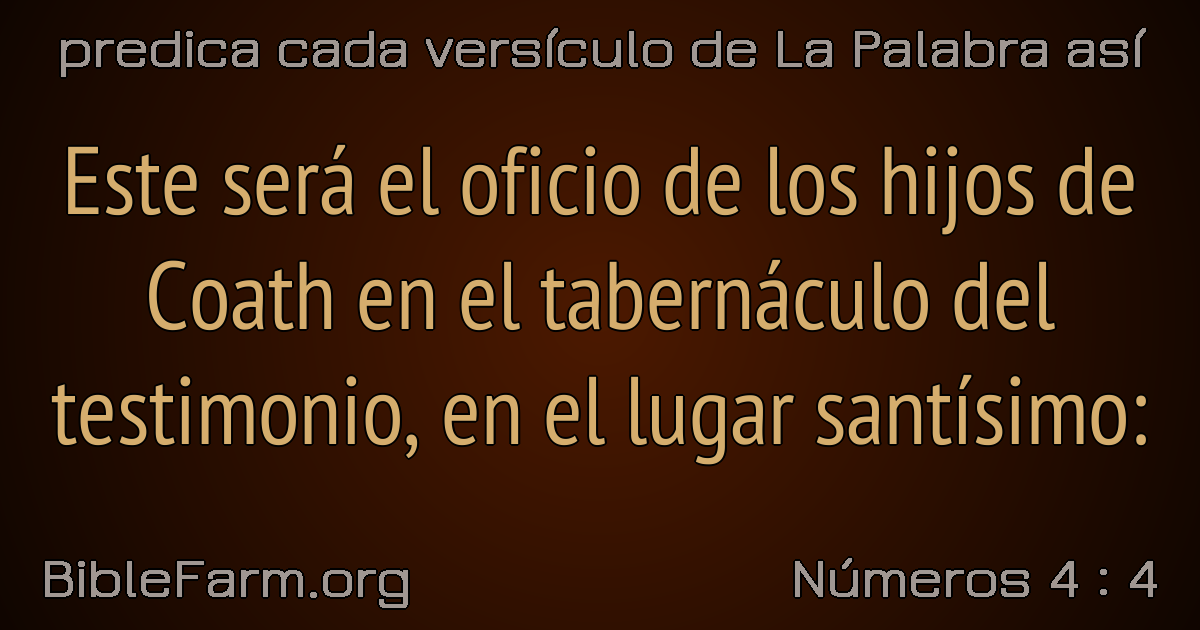 predica cada versículo de La Palabra así
Este será el oficio de los hijos de
Coath en el tabernáculo del
testimonio, en el lugar santísimo:
BibleFarm.org
Números 4 : 4